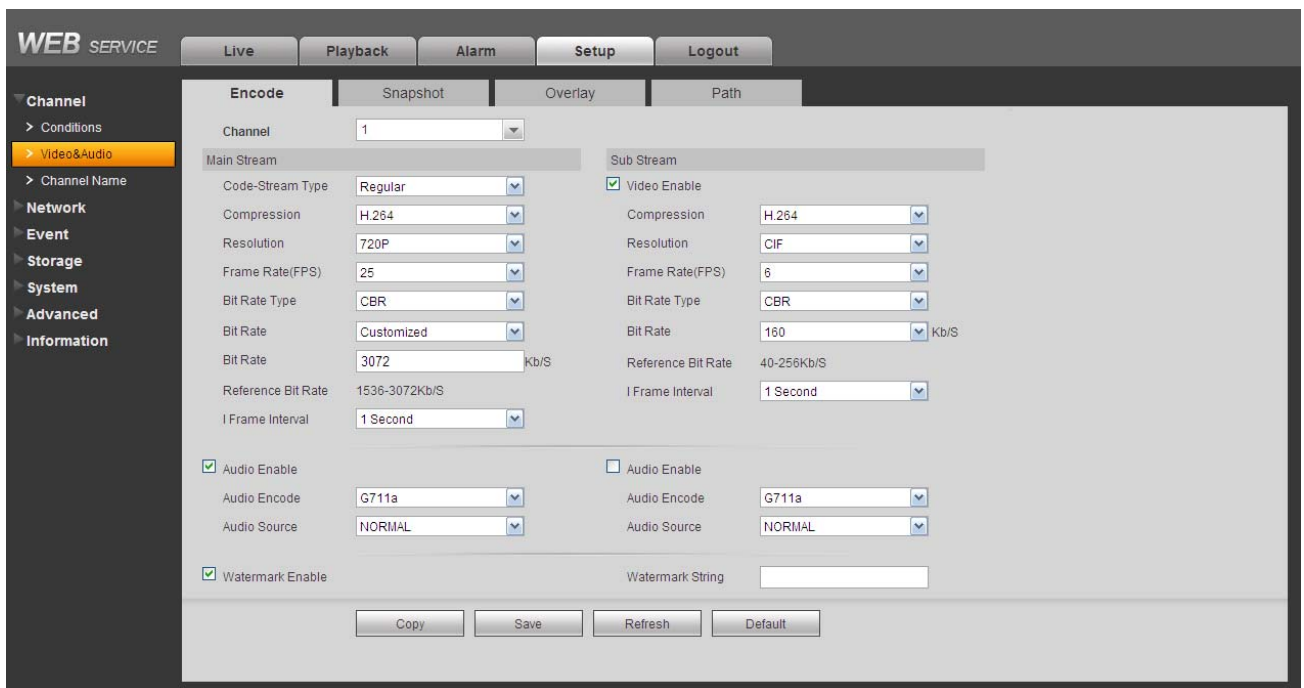 WEB SERVICE
Live Playback Alarm Setup Logout
Channel
> Conditions
> Video&Audio
> Channel Name
Network
Event
Storage
System
Advanced
Information
Encode Snapshot Overlay Path
Channel 1
Main Stream
Code-Stream Type Regular
Compression H.264
Resolution 720P
Frame Rate(FPS) 25
Bit Rate Type CBR
Bit Rate Customized
Bit Rate 3072 Kb/S
Reference Bit Rate 1536-3072Kb/S
I Frame Interval 1 Second
Sub Stream
Video Enable
Compression H.264
Resolution CIF
Frame Rate(FPS) 6
Bit Rate Type CBR
Bit Rate 160 Kb/S
Reference Bit Rate 40-256Kb/S
I Frame Interval 1 Second
Audio Enable
Audio Encode G711a
Audio Source NORMAL
Audio Enable
Audio Encode G711a
Audio Source NORMAL
Watermark Enable
Watermark String
Copy Save Refresh Default